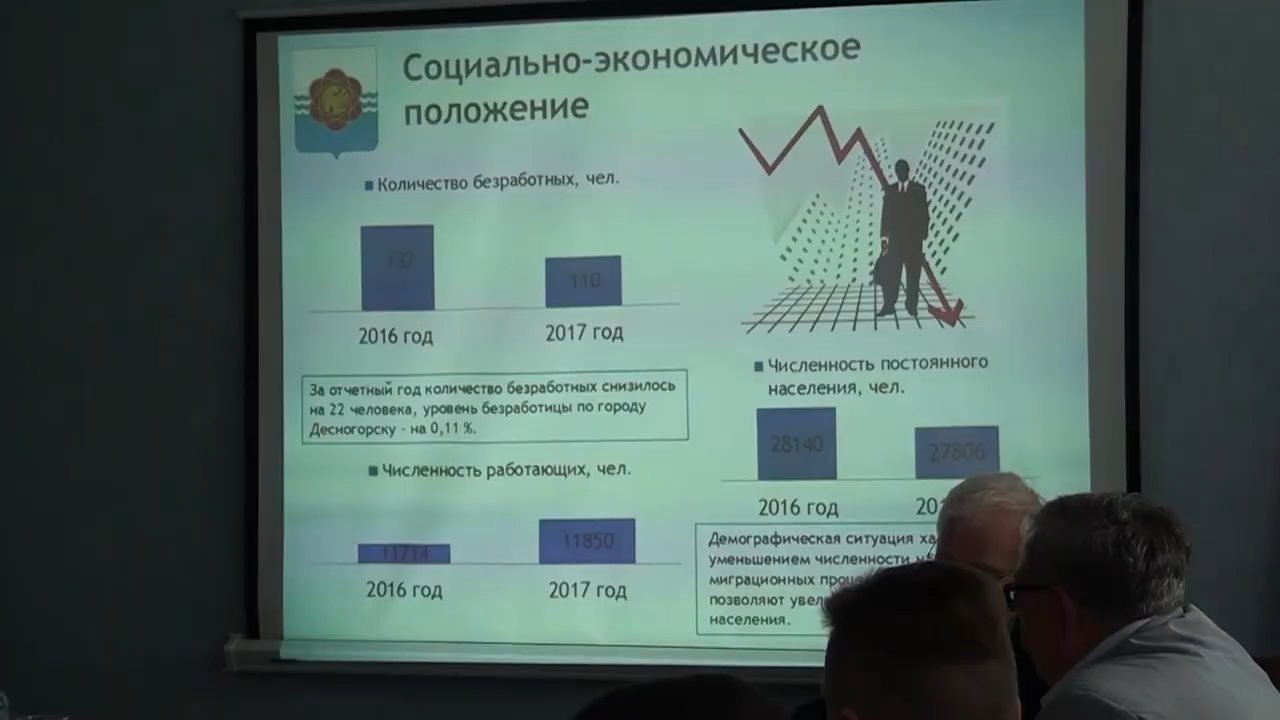 Социально-экономическое
положение
Количество безработных, чел.
132
110
2016 год
2017 год
За отчетный год количество безработных снизилось
на 22 человека, уровень безработицы по городу
Десногорску - на 0,11 %.
Численность работающих, чел.
11714
11850
2016 год
2017 год
Численность постоянного
населения, чел.
28140
27806
2016 год
Демографическая ситуация
уменьшением численности
миграционных
позволяют
населения.